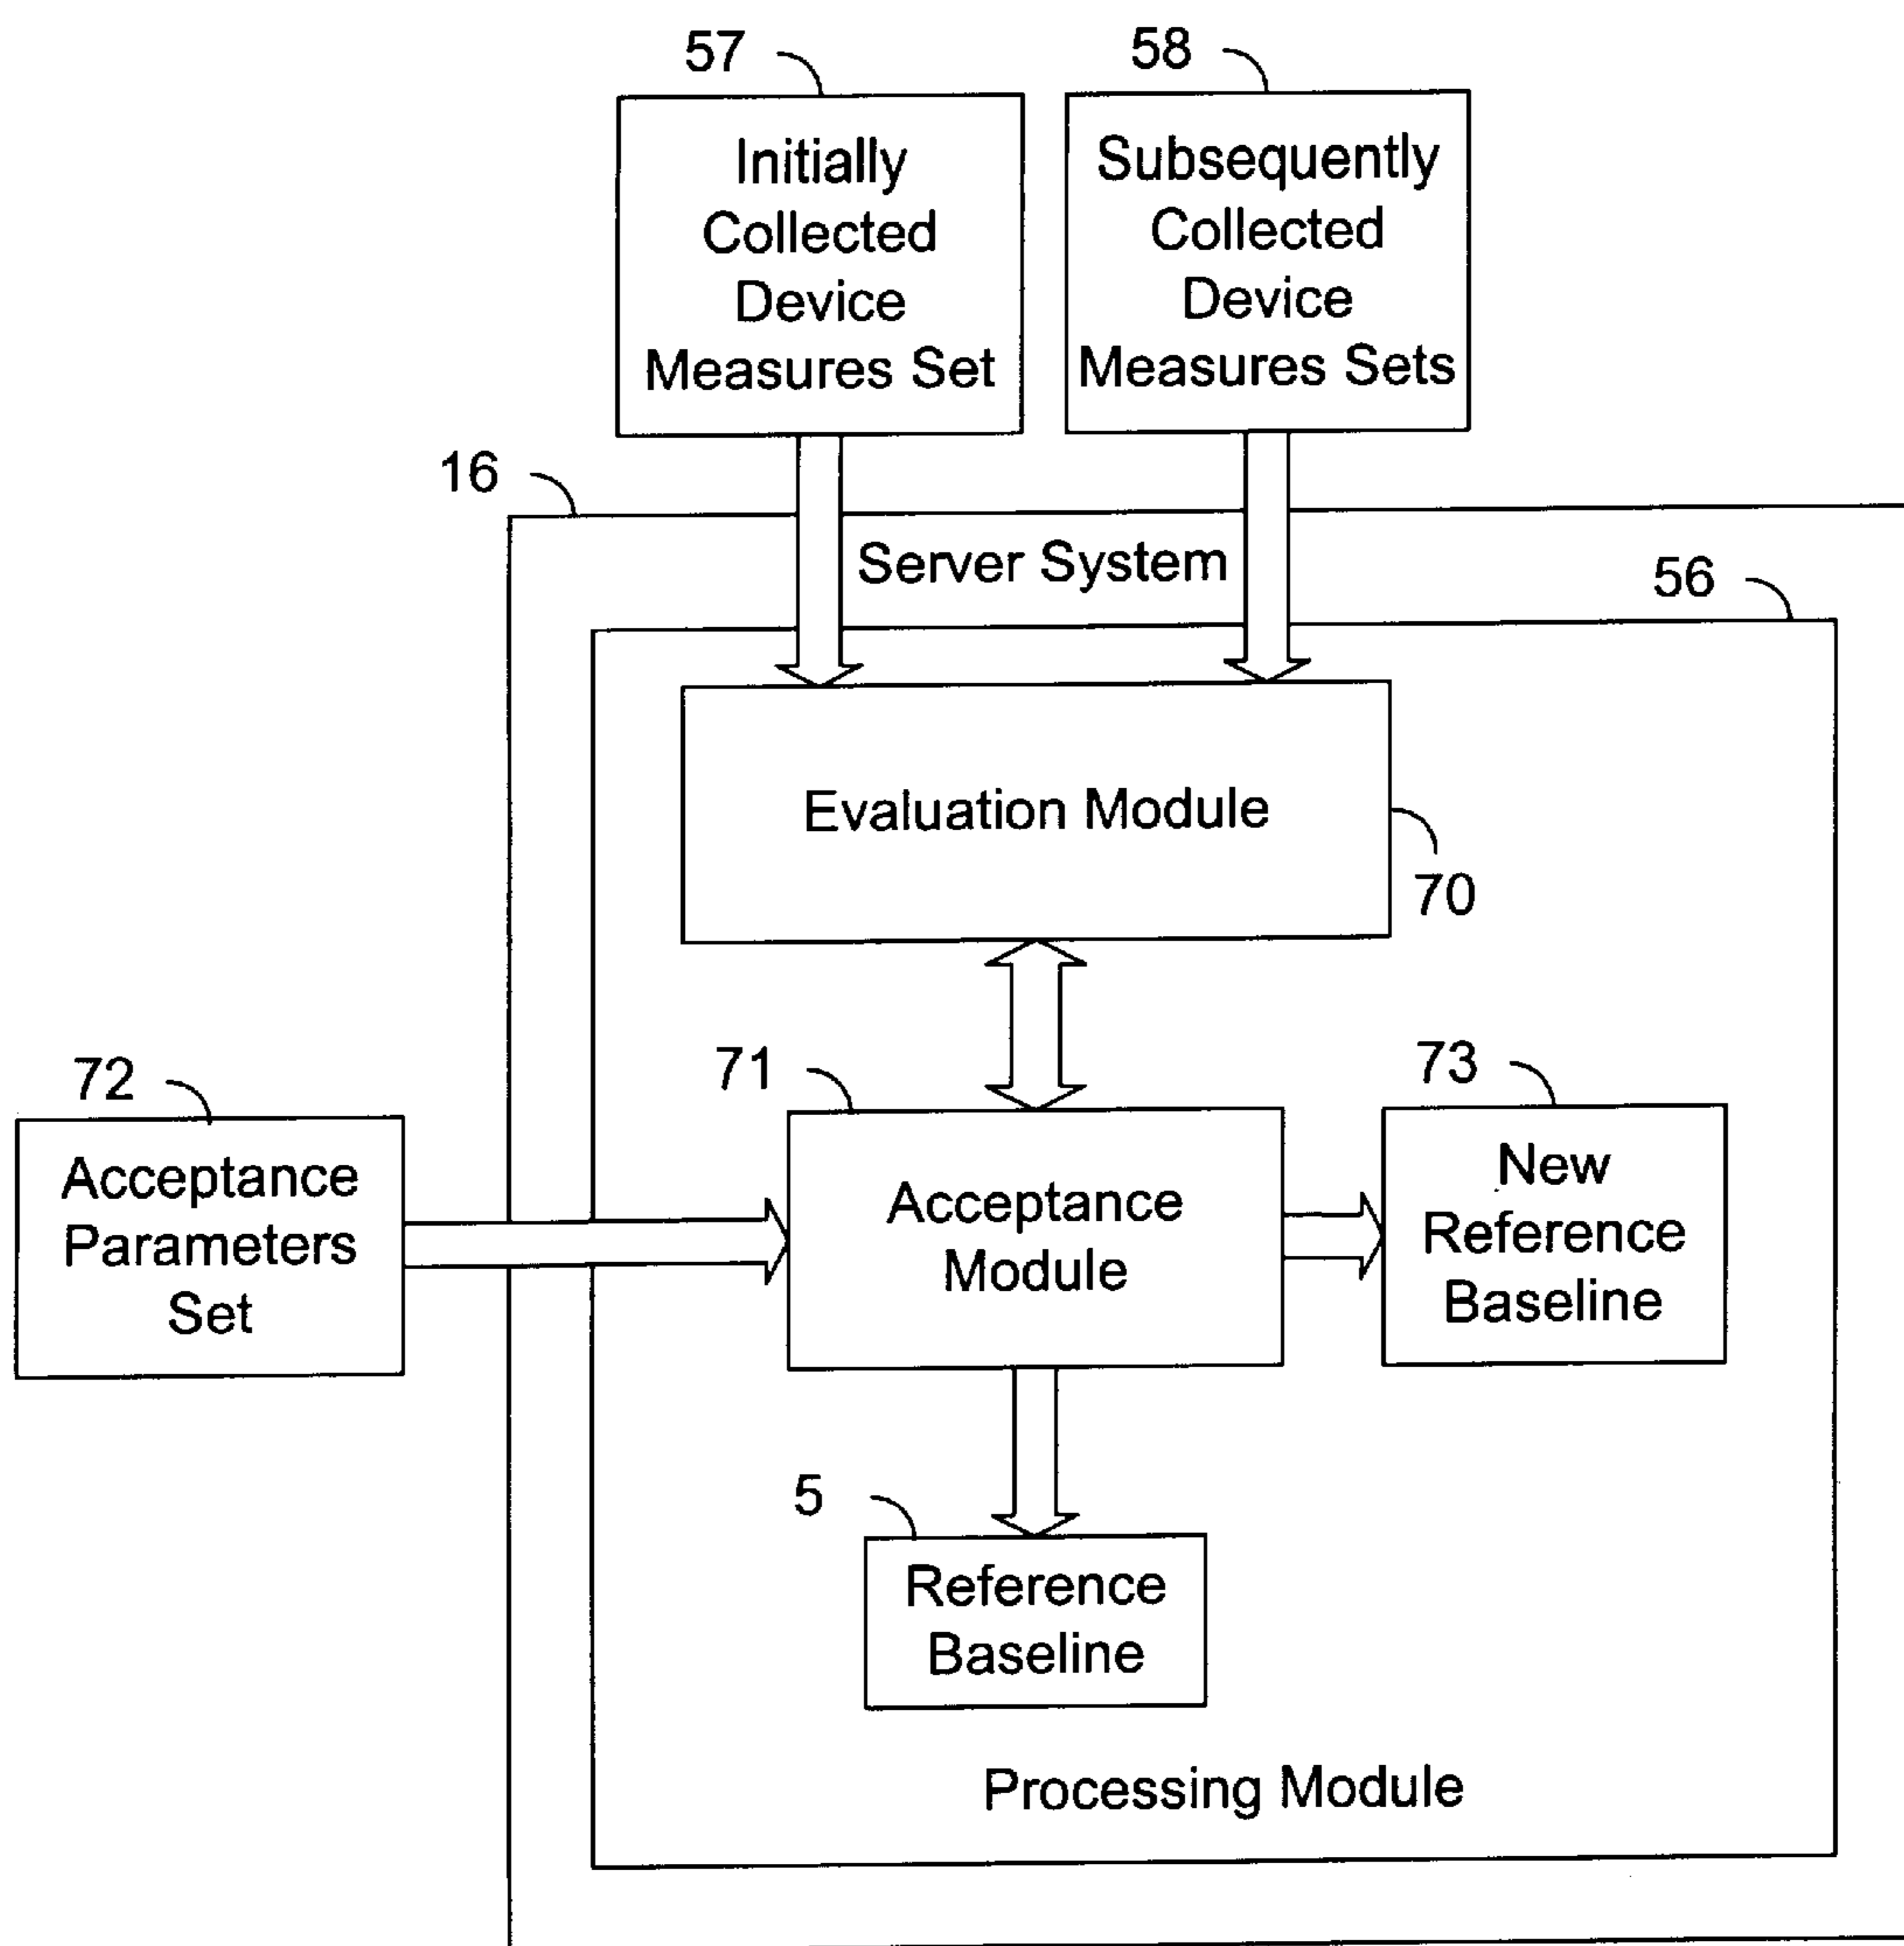 57
58
Initially
Collected
Device
Measures Set
Subsequently
Collected
Device
Measures Sets
16
Server System
56
Evaluation Module
70
72
71
73
Acceptance
Parameters
Set
Acceptance
Module
New
Reference
Baseline
5
Reference
Baseline
Processing Module